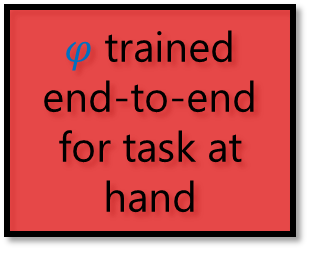 φ trained
end-to-end
for task at
hand